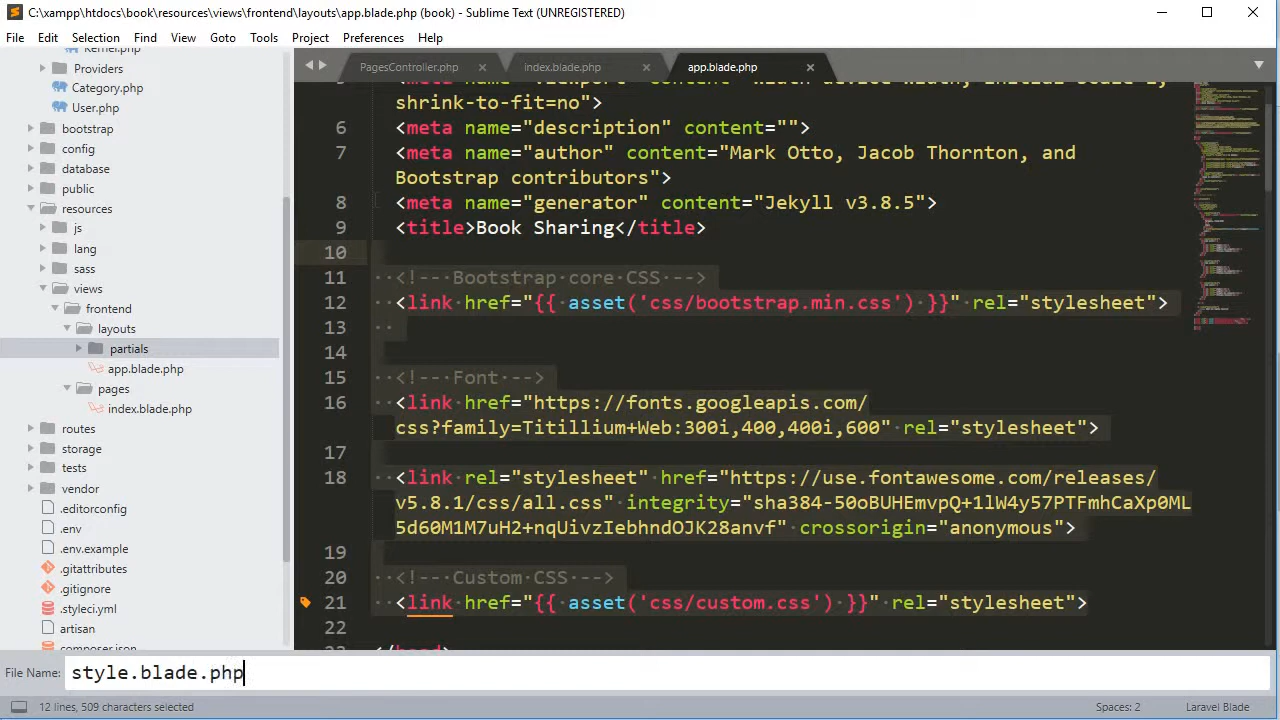 C:\xampp\htdocs\book\resources\views\frontend\layouts\app.blade.php (book) - Sublime Text (UNREGISTERED)
File Edit Selection Find View Goto Tools Project Preferences Help
Kernel.php
Providers
Category.php
User.php
bootstrap
config
database
public
resources
js
lang
sass
views
frontend
layouts
partials
app.blade.php
pages
index.blade.php
routes
storage
tests
vendor
.editorconfig
.env
.env.example
.gitattributes
.gitignore
.styleci.yml
artisan
composer.json
PagesController.php index.blade.php app.blade.php
shrink-to-fit=no">
6 <meta name="description" content="">
7 <meta name="author" content="Mark Otto, Jacob Thornton, and
Bootstrap contributors">
8 <meta name="generator" content="Jekyll v3.8.5">
9 <title>Book Sharing</title>
10
11 <!-- Bootstrap core CSS -->
12 <link href="{{ asset('css/bootstrap.min.css') }}" rel="stylesheet">
13
14
15 <!-- Font -->
16 <link href="https://fonts.googleapis.com/
css?family=Titillium+Web:300i,400,400i,600" rel="stylesheet">
17
18 <link rel="stylesheet" href="https://use.fontawesome.com/releases/
v5.8.1/css/all.css" integrity="sha384-50oBUHEmvpQ+1lW4y57PTFmhCaXp0ML
5d60M1M7uH2+nqUivzIebhndOJK28anvf" crossorigin="anonymous">
19
20 <!-- Custom CSS -->
21 <link href="{{ asset('css/custom.css') }}" rel="stylesheet">
22
File Name: style.blade.php
12 lines, 509 characters selected
Spaces: 2
Laravel Blade